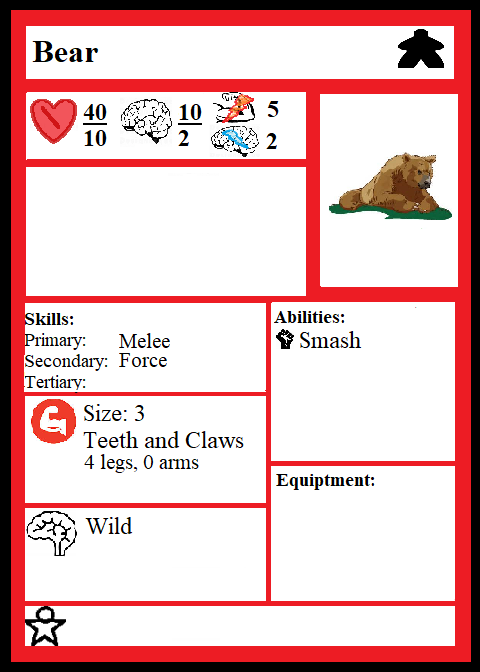 Bear
40
10
10
2
5
2
Skills:
Primary: Melee
Secondary: Force
Tertiary:
Abilities:
Smash
Size: 3
Teeth and Claws
4 legs, 0 arms
Equiptment:
Wild